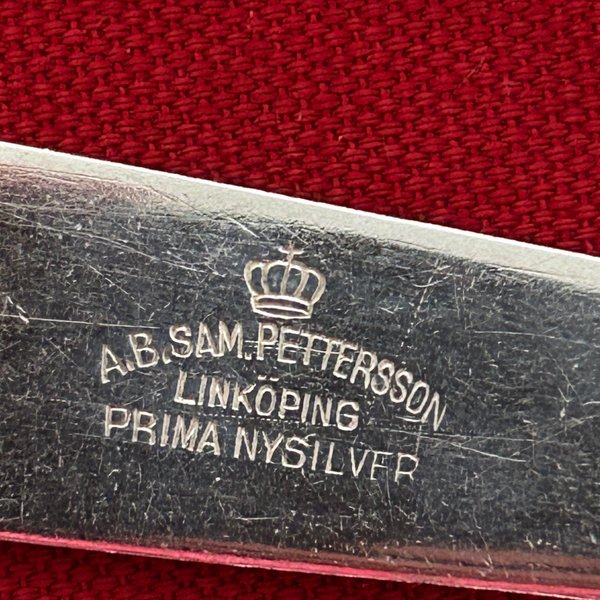 A.B. SAM. PETTERSSON
LINKÖPING
PRIMA NYSILVER